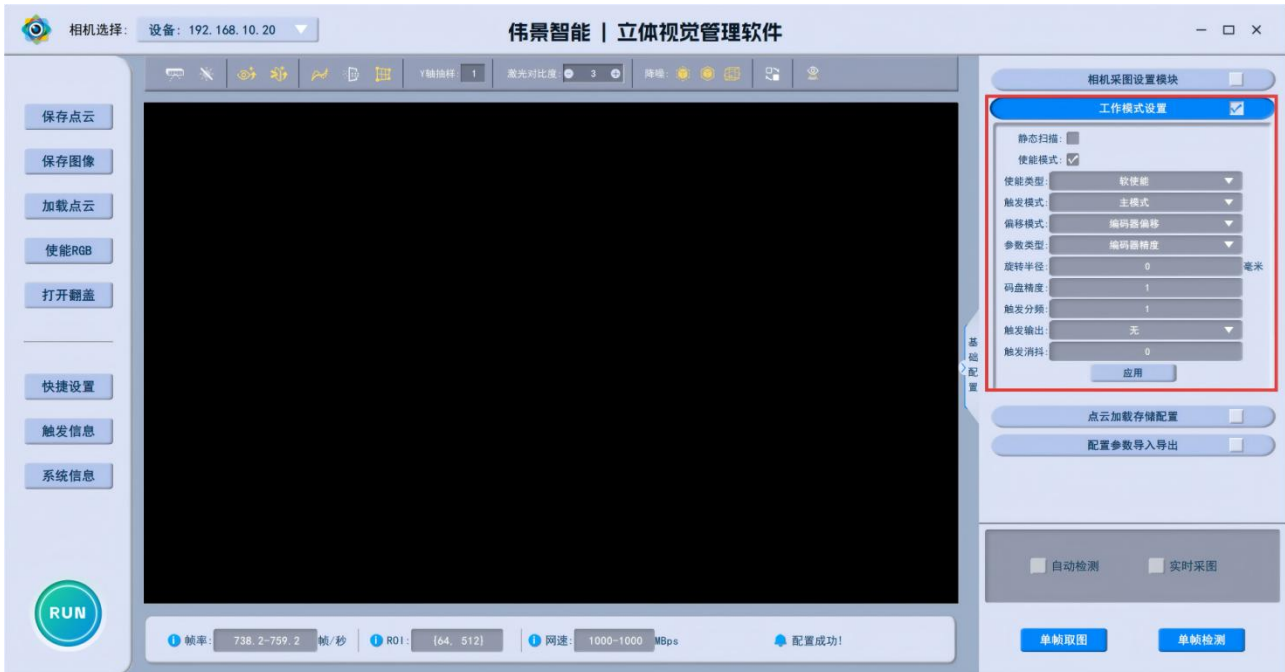 相机选择: 设备: 192.168.10.20
伟景智能 | 立体视觉管理软件
Y轴抽样: 1 激光对比度: 3 降噪:
保存点云
保存图像
加载点云
使能RGB
打开翻盖
快捷设置
触发信息
系统信息
RUN
基础配置
相机采图设置模块
工作模式设置
静态扫描:
使能模式:
使能类型: 软使能
触发模式: 主模式
偏移模式: 编码器偏移
参数类型: 编码器精度
旋转半径: 0 毫米
码盘精度: 1
触发分频: 1
触发输出: 无
触发消抖: 0
应用
点云加载存储配置
配置参数导入导出
自动检测 实时采图
单帧取图 单帧检测
帧率: 738.2-759.2 帧/秒 ROI: [64, 512] 网速: 1000-1000 MBps 配置成功!